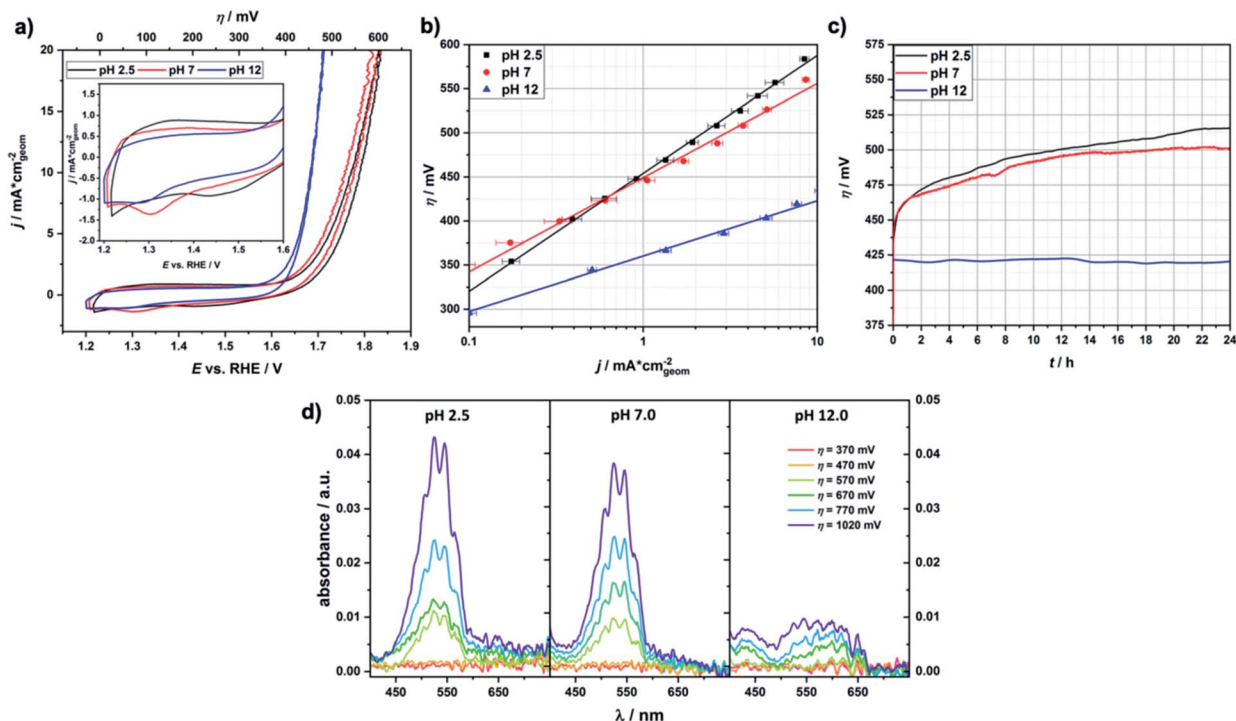 a)
η / mV
0 100 200 300 400 500 600
20
15
10
5
0
j / mA*cm⁻²geom
pH 2.5 pH 7 pH 12
1.5
1.0
0.5
0.0
-0.5
-1.0
-1.5
-2.0
j / mA*cm⁻²geom
1.2 1.3 1.4 1.5 1.6
E vs. RHE / V
1.2 1.3 1.4 1.5 1.6 1.7 1.8 1.9
E vs. RHE / V
b)
600
550
500
450
400
350
300
η / mV
pH 2.5
pH 7
pH 12
0.1 1 10
j / mA*cm⁻²geom
c)
575
550
525
500
475
450
425
400
375
η / mV
pH 2.5
pH 7
pH 12
0 2 4 6 8 10 12 14 16 18 20 22 24
t / h
d)
pH 2.5 pH 7.0 pH 12.0
0.05
0.04
0.03
0.02
0.01
0.00
absorbance / a.u.
η = 370 mV
η = 470 mV
η = 570 mV
η = 670 mV
η = 770 mV
η = 1020 mV
0.05
0.04
0.03
0.02
0.01
0.00
450 550 650 450 550 650 450 550 650
λ / nm